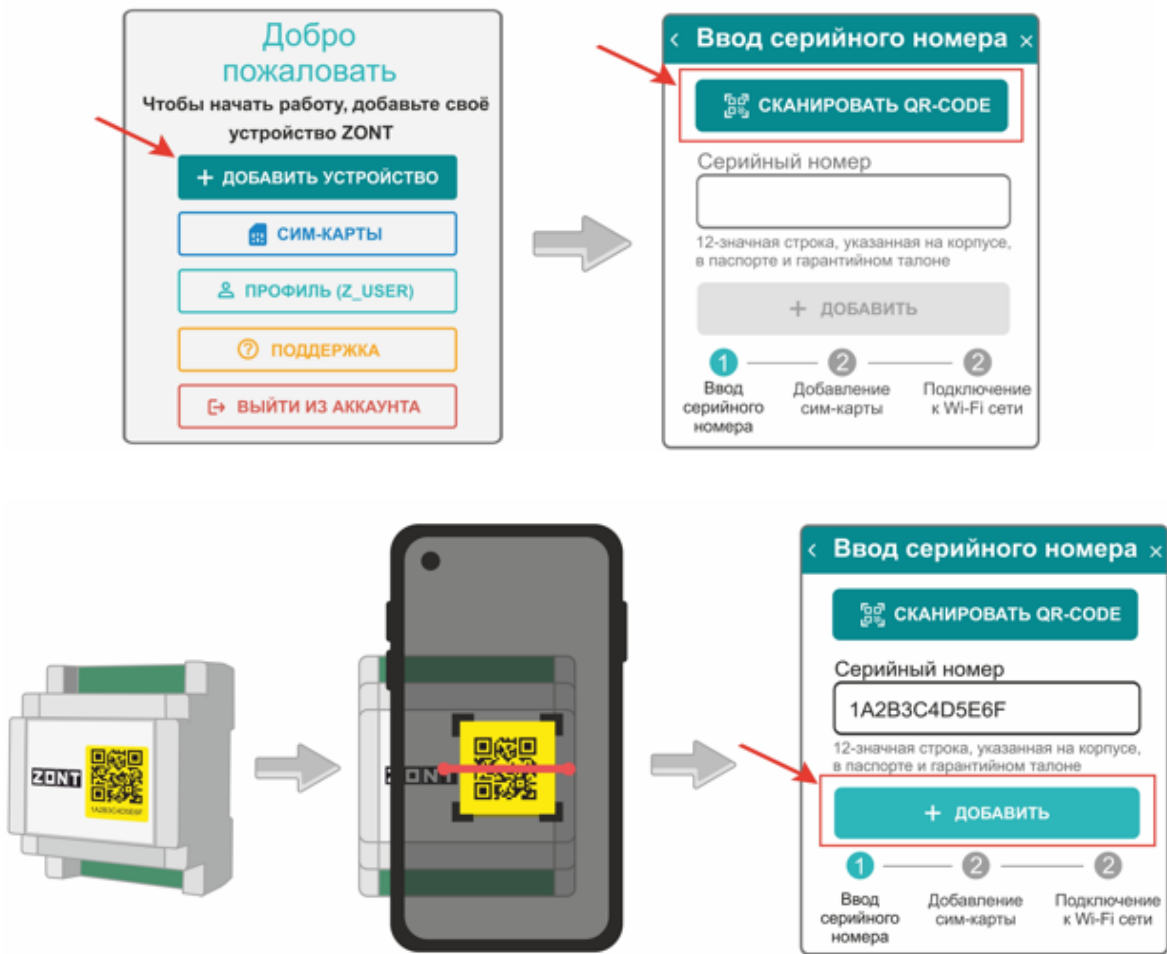 Добро
пожаловать
Чтобы начать работу, добавьте своё
устройство ZONT
+ ДОБАВИТЬ УСТРОЙСТВО
СИМ-КАРТЫ
ПРОФИЛЬ (Z_USER)
ПОДДЕРЖКА
ВЫЙТИ ИЗ АККАУНТА
< Ввод серийного номера ×
СКАНИРОВАТЬ QR-CODE
Серийный номер
12-значная строка, указанная на корпусе,
в паспорте и гарантийном талоне
+ ДОБАВИТЬ
1 2 2
Ввод
серийного
номера
Добавление
сим-карты
Подключение
к Wi-Fi сети
ZONT
1A2B3C4D5E6F
ZONT
< Ввод серийного номера ×
СКАНИРОВАТЬ QR-CODE
Серийный номер
1A2B3C4D5E6F
12-значная строка, указанная на корпусе,
в паспорте и гарантийном талоне
+ ДОБАВИТЬ
1 2 2
Ввод
серийного
номера
Добавление
сим-карты
Подключение
к Wi-Fi сети